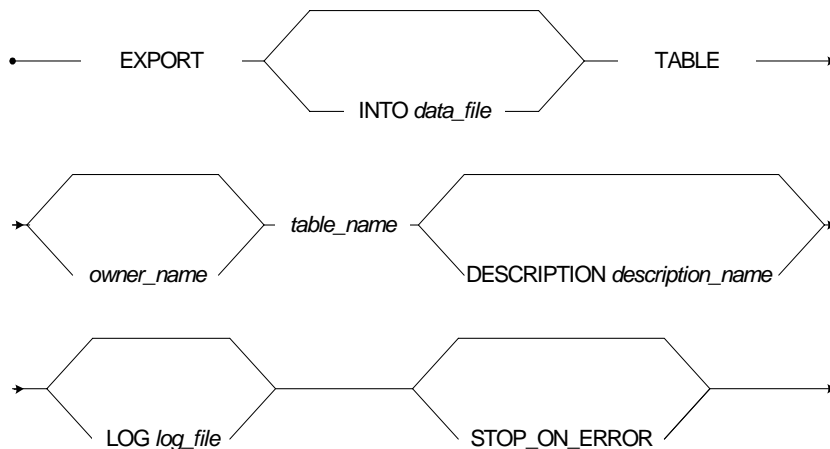 EXPORT TABLE
INTO data_file
table_name
owner_name DESCRIPTION description_name
LOG log_file STOP_ON_ERROR